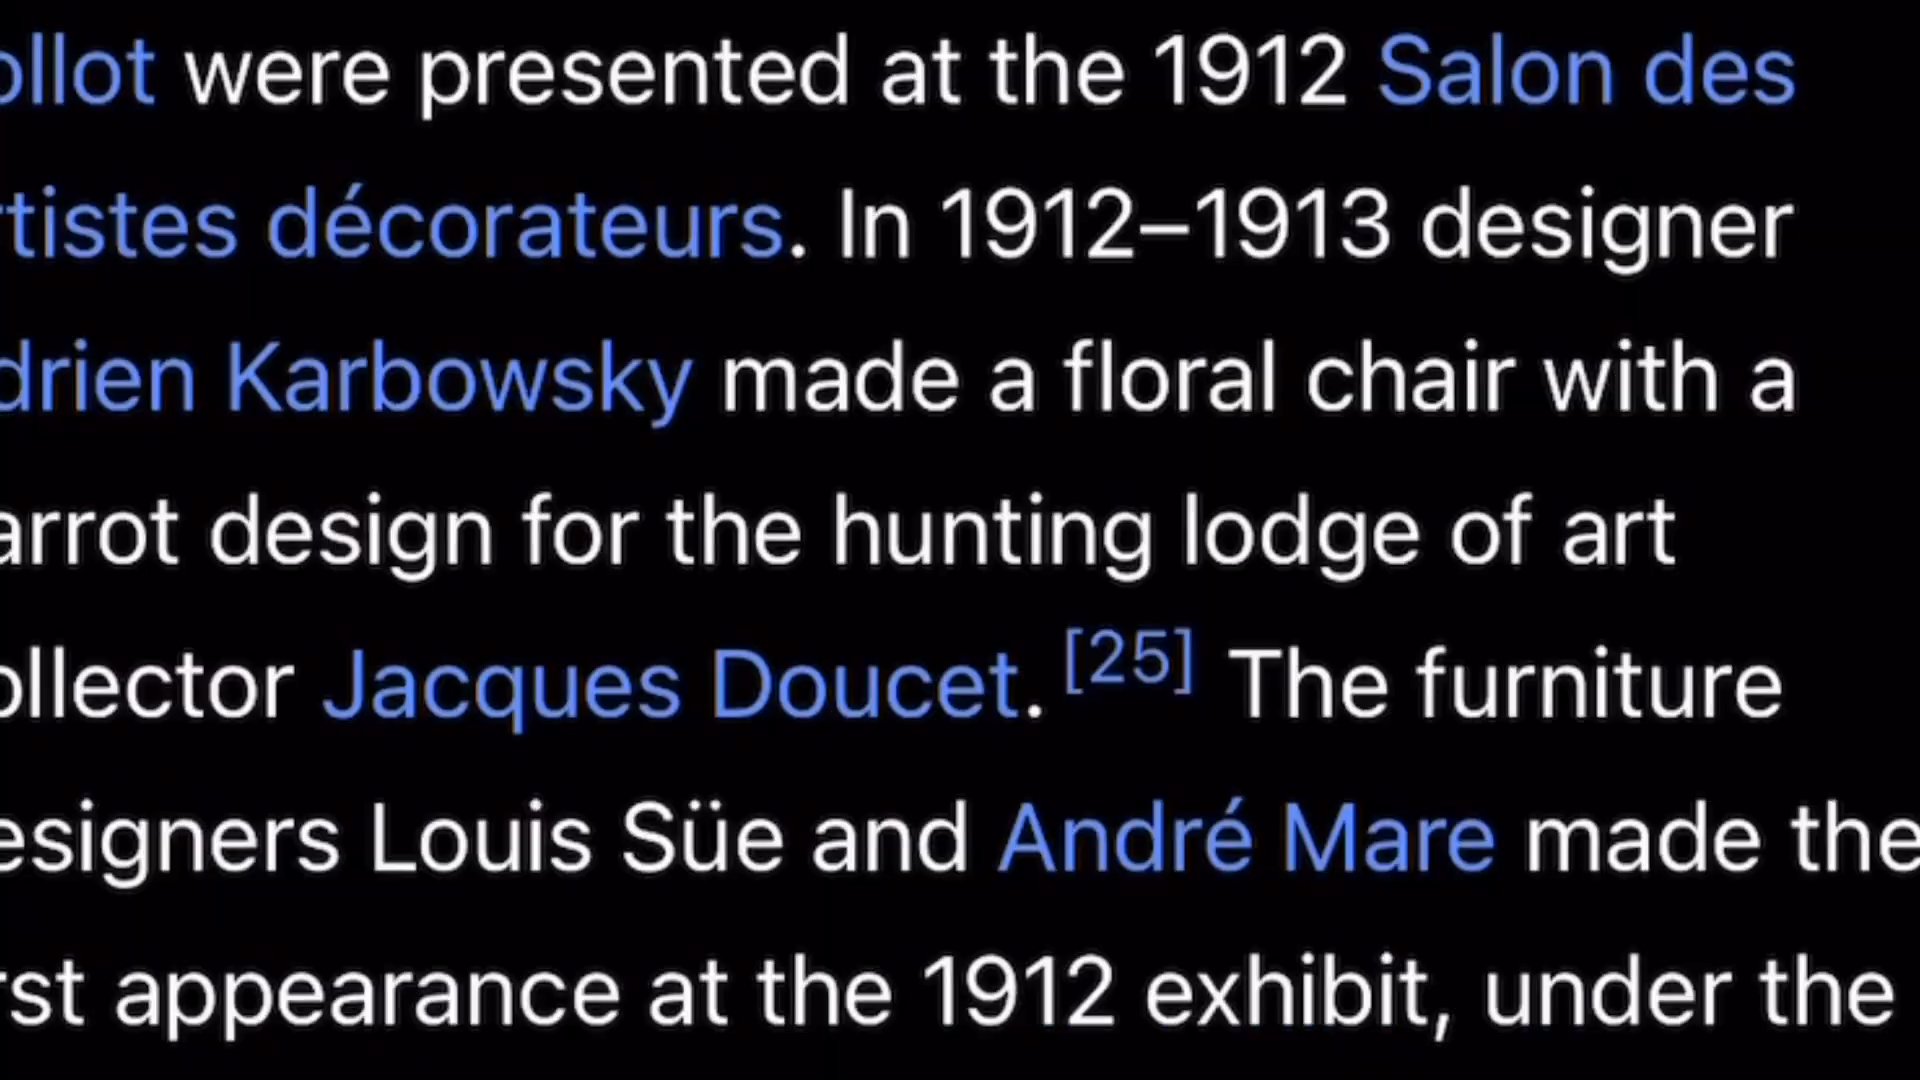 ollot were presented at the 1912 Salon des
rtistes décorateurs. In 1912–1913 designer
drien Karbowsky made a floral chair with a
arrot design for the hunting lodge of art
ollector Jacques Doucet.[25] The furniture
esigners Louis Süe and André Mare made the
rst appearance at the 1912 exhibit, under the